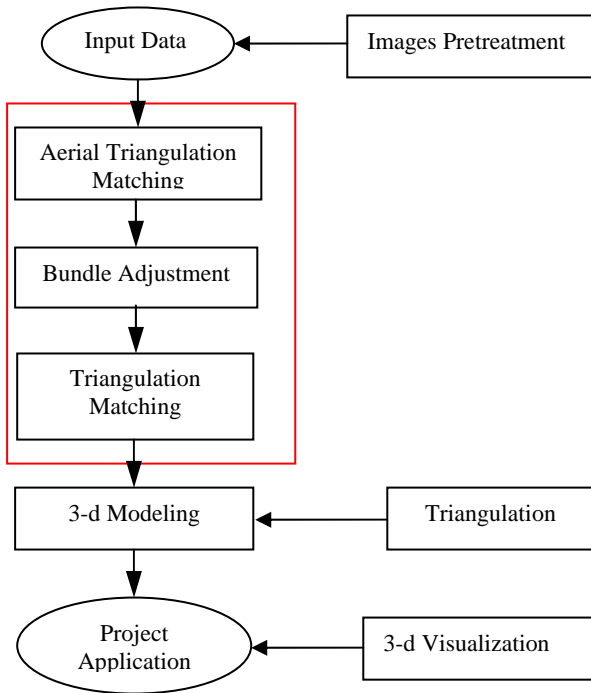 Input Data
Images Pretreatment
Aerial Triangulation
Matching
Bundle Adjustment
Triangulation
Matching
3-d Modeling
Triangulation
Project
Application
3-d Visualization